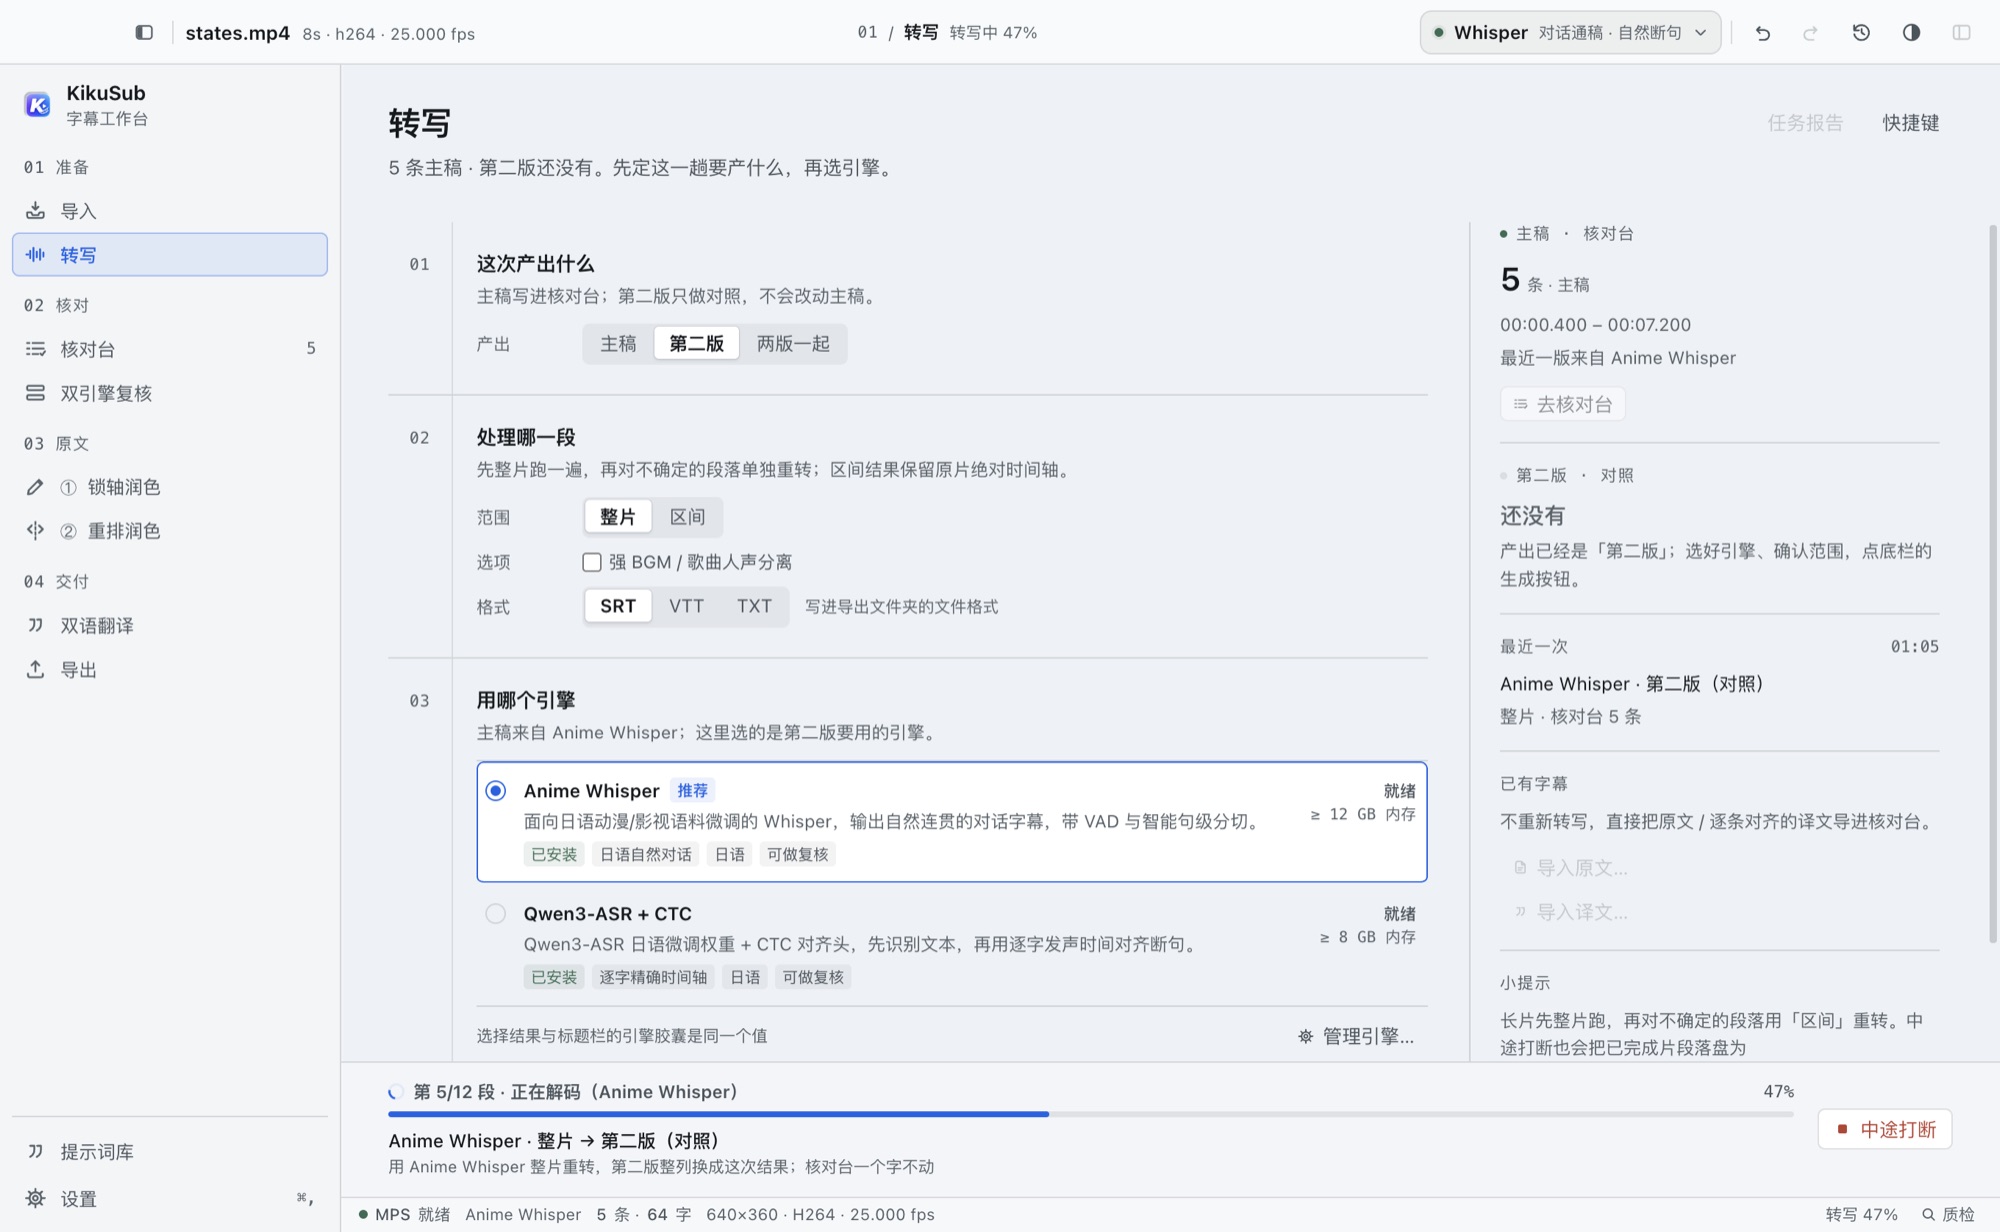 states.mp4 8s · h264 · 25.000 fps
01 / 转写 转写中 47%
Whisper 对话通稿 · 自然断句
KikuSub
字幕工作台
01 准备
导入
转写
02 核对
核对台 5
双引擎复核
03 原文
① 锁轴润色
② 重排润色
04 交付
双语翻译
导出
提示词库
设置 ⌘,
转写
5 条主稿 · 第二版还没有。先定这一趟要产什么，再选引擎。
任务报告 快捷键
01 这次产出什么
主稿写进核对台；第二版只做对照，不会改动主稿。
产出 主稿 第二版 两版一起
02 处理哪一段
先整片跑一遍，再对不确定的段落单独重转；区间结果保留原片绝对时间轴。
范围 整片 区间
选项 强 BGM / 歌曲人声分离
格式 SRT VTT TXT 写进导出文件夹的文件格式
03 用哪个引擎
主稿来自 Anime Whisper；这里选的是第二版要用的引擎。
Anime Whisper 推荐 就绪
面向日语动漫/影视语料微调的 Whisper，输出自然连贯的对话字幕，带 VAD 与智能句级分切。 ≥ 12 GB 内存
已安装 日语自然对话 日语 可做复核
Qwen3-ASR + CTC 就绪
Qwen3-ASR 日语微调权重 + CTC 对齐头，先识别文本，再用逐字发声时间对齐断句。 ≥ 8 GB 内存
已安装 逐字精确时间轴 日语 可做复核
选择结果与标题栏的引擎胶囊是同一个值 管理引擎...
主稿 · 核对台
5 条 · 主稿
00:00.400 – 00:07.200
最近一版来自 Anime Whisper
去核对台
第二版 · 对照
还没有
产出已经是「第二版」；选好引擎、确认范围，点底栏的
生成按钮。
最近一次 01:05
Anime Whisper · 第二版（对照）
整片 · 核对台 5 条
已有字幕
不重新转写，直接把原文 / 逐条对齐的译文导进核对台。
导入原文...
导入译文...
小提示
长片先整片跑，再对不确定的段落用「区间」重转。中
途打断也会把已完成片段落盘为
第 5/12 段 · 正在解码（Anime Whisper） 47%
Anime Whisper · 整片 → 第二版（对照）
用 Anime Whisper 整片重转，第二版整列换成这次结果；核对台一个字不动
中途打断
MPS 就绪 Anime Whisper 5 条 · 64 字 640×360 · H264 · 25.000 fps
转写 47% 质检